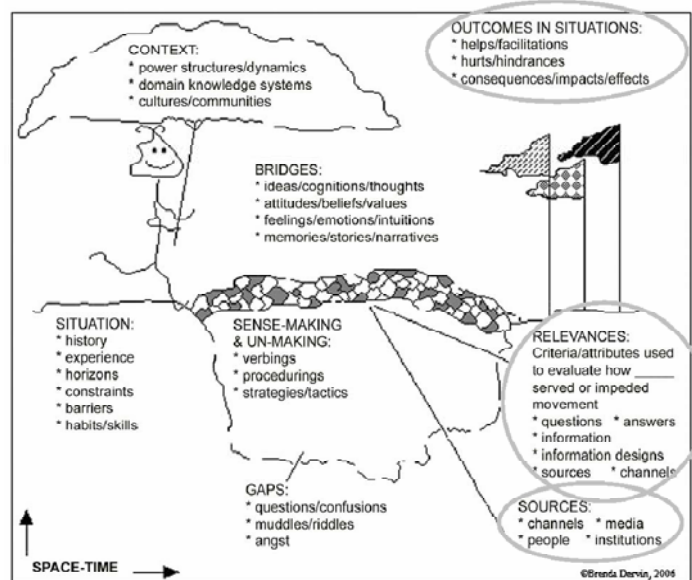 CONTEXT:
* power structures/dynamics
* domain knowledge systems
* cultures/communities
OUTCOMES IN SITUATIONS:
* helps/facilitations
* hurts/hindrances
* consequences/impacts/effects
BRIDGES:
* ideas/cognitions/thoughts
* attitudes/beliefs/values
* feelings/emotions/intuitions
* memories/stories/narratives
SITUATION:
* history
* experience
* horizons
* constraints
* barriers
* habits/skills
SENSE-MAKING
& UN-MAKING:
* verbings
* procedurings
* strategies/tactics
RELEVANCES:
Criteria/attributes used
to evaluate how _____
served or impeded
movement
* questions * answers
* information
* information designs
* sources * channels
GAPS:
* questions/confusions
* muddles/riddles
* angst
SOURCES:
* channels * media
* people * institutions
SPACE-TIME
©Brenda Dervin, 2006